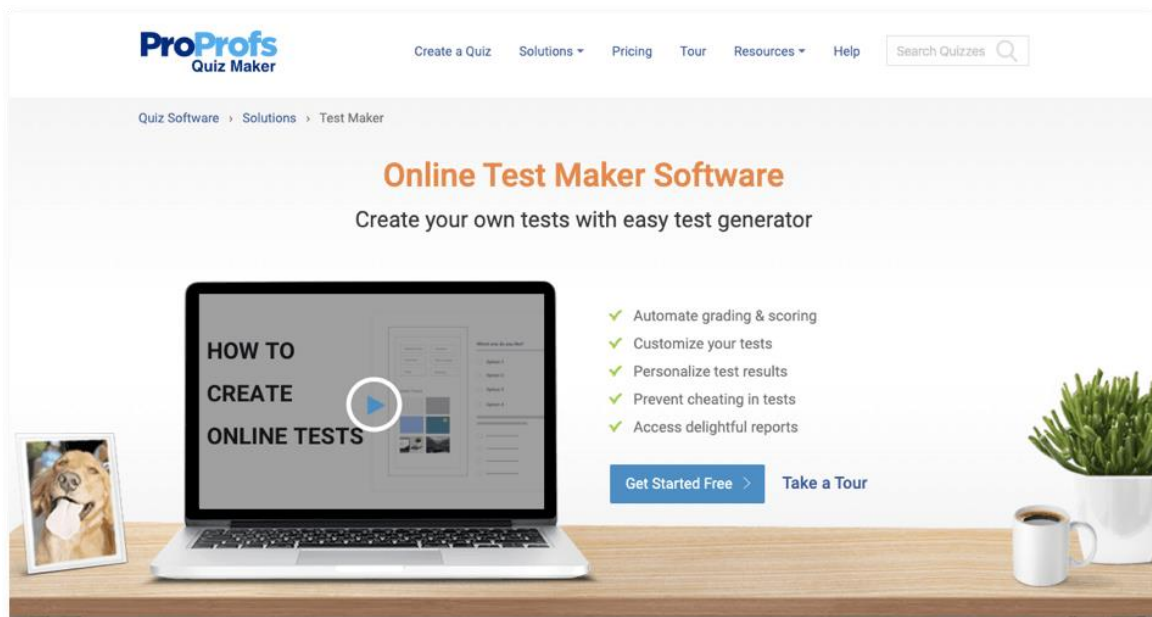 ProProfs
Quiz Maker
Create a Quiz Solutions Pricing Tour Resources Help Search Quizzes
Quiz Software › Solutions › Test Maker
Online Test Maker Software
Create your own tests with easy test generator
HOW TO
CREATE
ONLINE TESTS
Automate grading & scoring
Customize your tests
Personalize test results
Prevent cheating in tests
Access delightful reports
Get Started Free Take a Tour